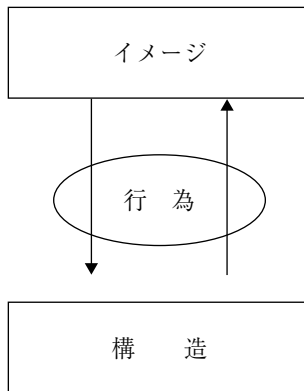 イメージ
行　為
構　　造